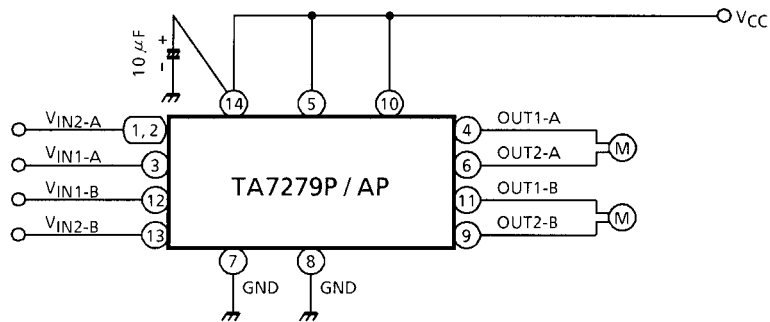 VCC
10 μF
+
-
14
5
10
VIN2-A
1, 2
4
OUT1-A
M
VIN1-A
3
6
OUT2-A
TA7279P / AP
VIN1-B
12
11
OUT1-B
M
VIN2-B
13
9
OUT2-B
7
8
GND
GND